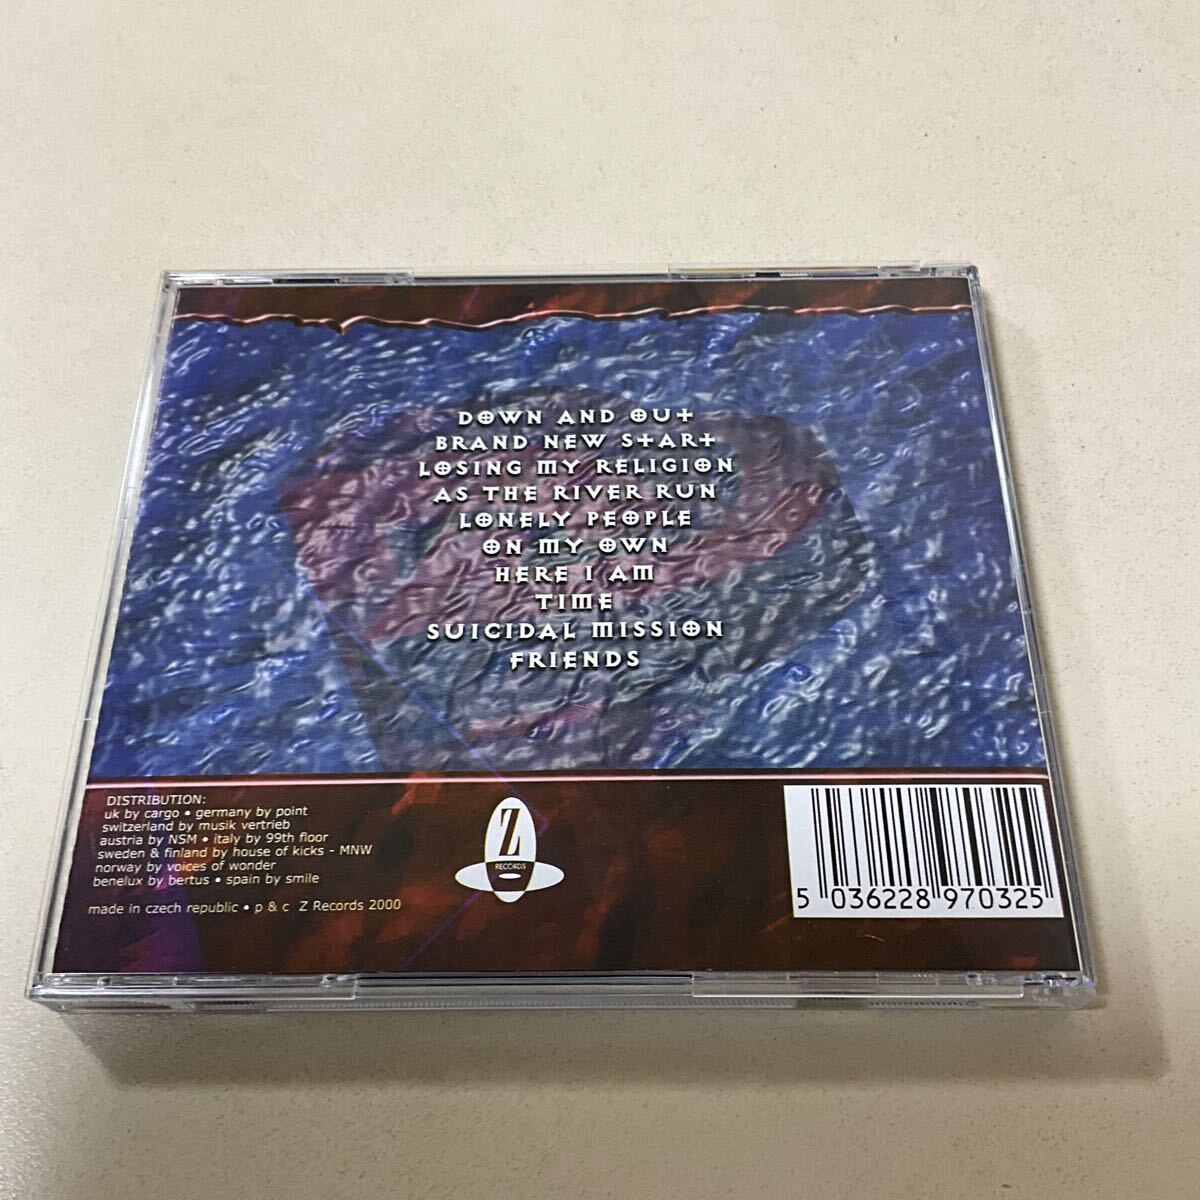 DOWN AND OUT
BRAND NEW START
LOSING MY RELIGION
AS THE RIVER RUN
LONELY PEOPLE
ON MY OWN
HERE I AM
TIME
SUICIDAL MISSION
FRIENDS
DISTRIBUTION:
uk by cargo • germany by point
switzerland by musik vertrieb
austria by NSM • italy by 99th floor
sweden & finland by house of kicks - MNW
norway by voices of wonder
benelux by bertus • spain by smile
made in czech republic • p & c Z Records 2000
Z
RECORDS
5 036228 970325